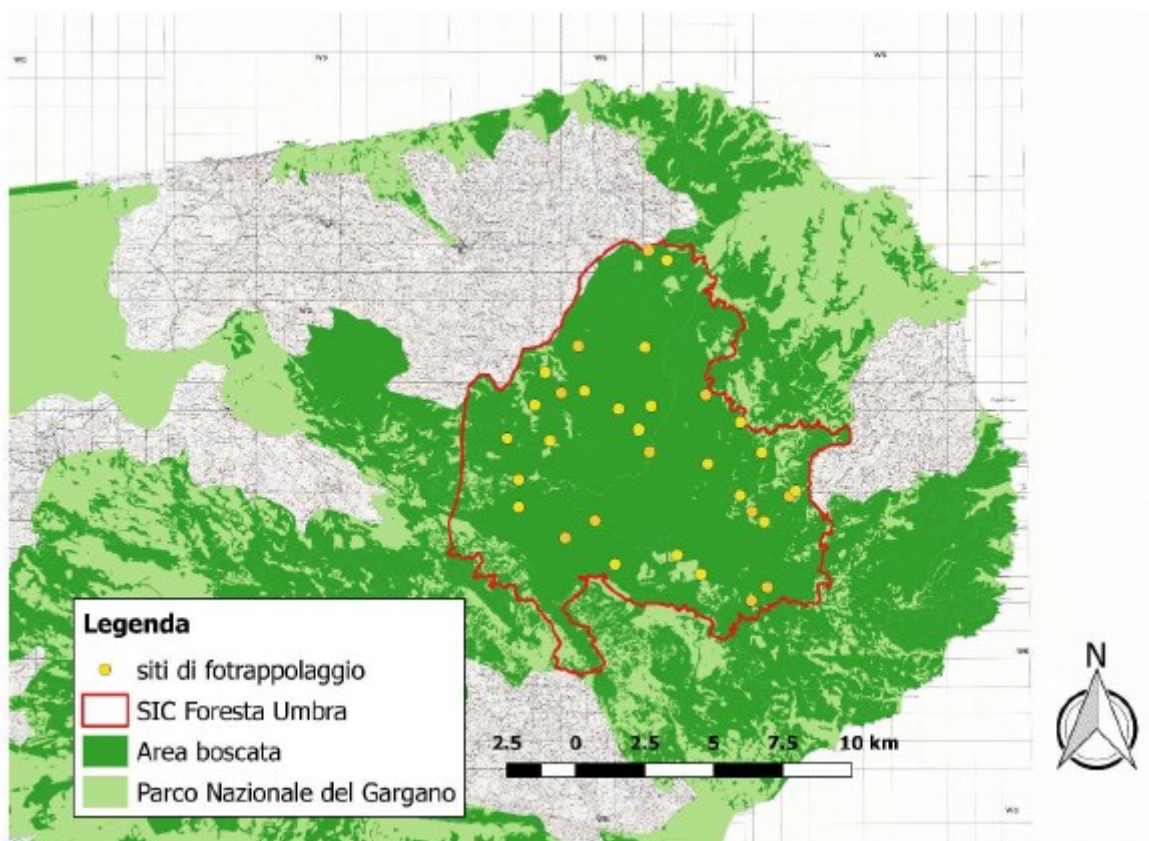 Legenda
siti di fotrappolaggio
SIC Foresta Umbra
Area boscata
Parco Nazionale del Gargano
2.5 0 2.5 5 7.5 10 km
N